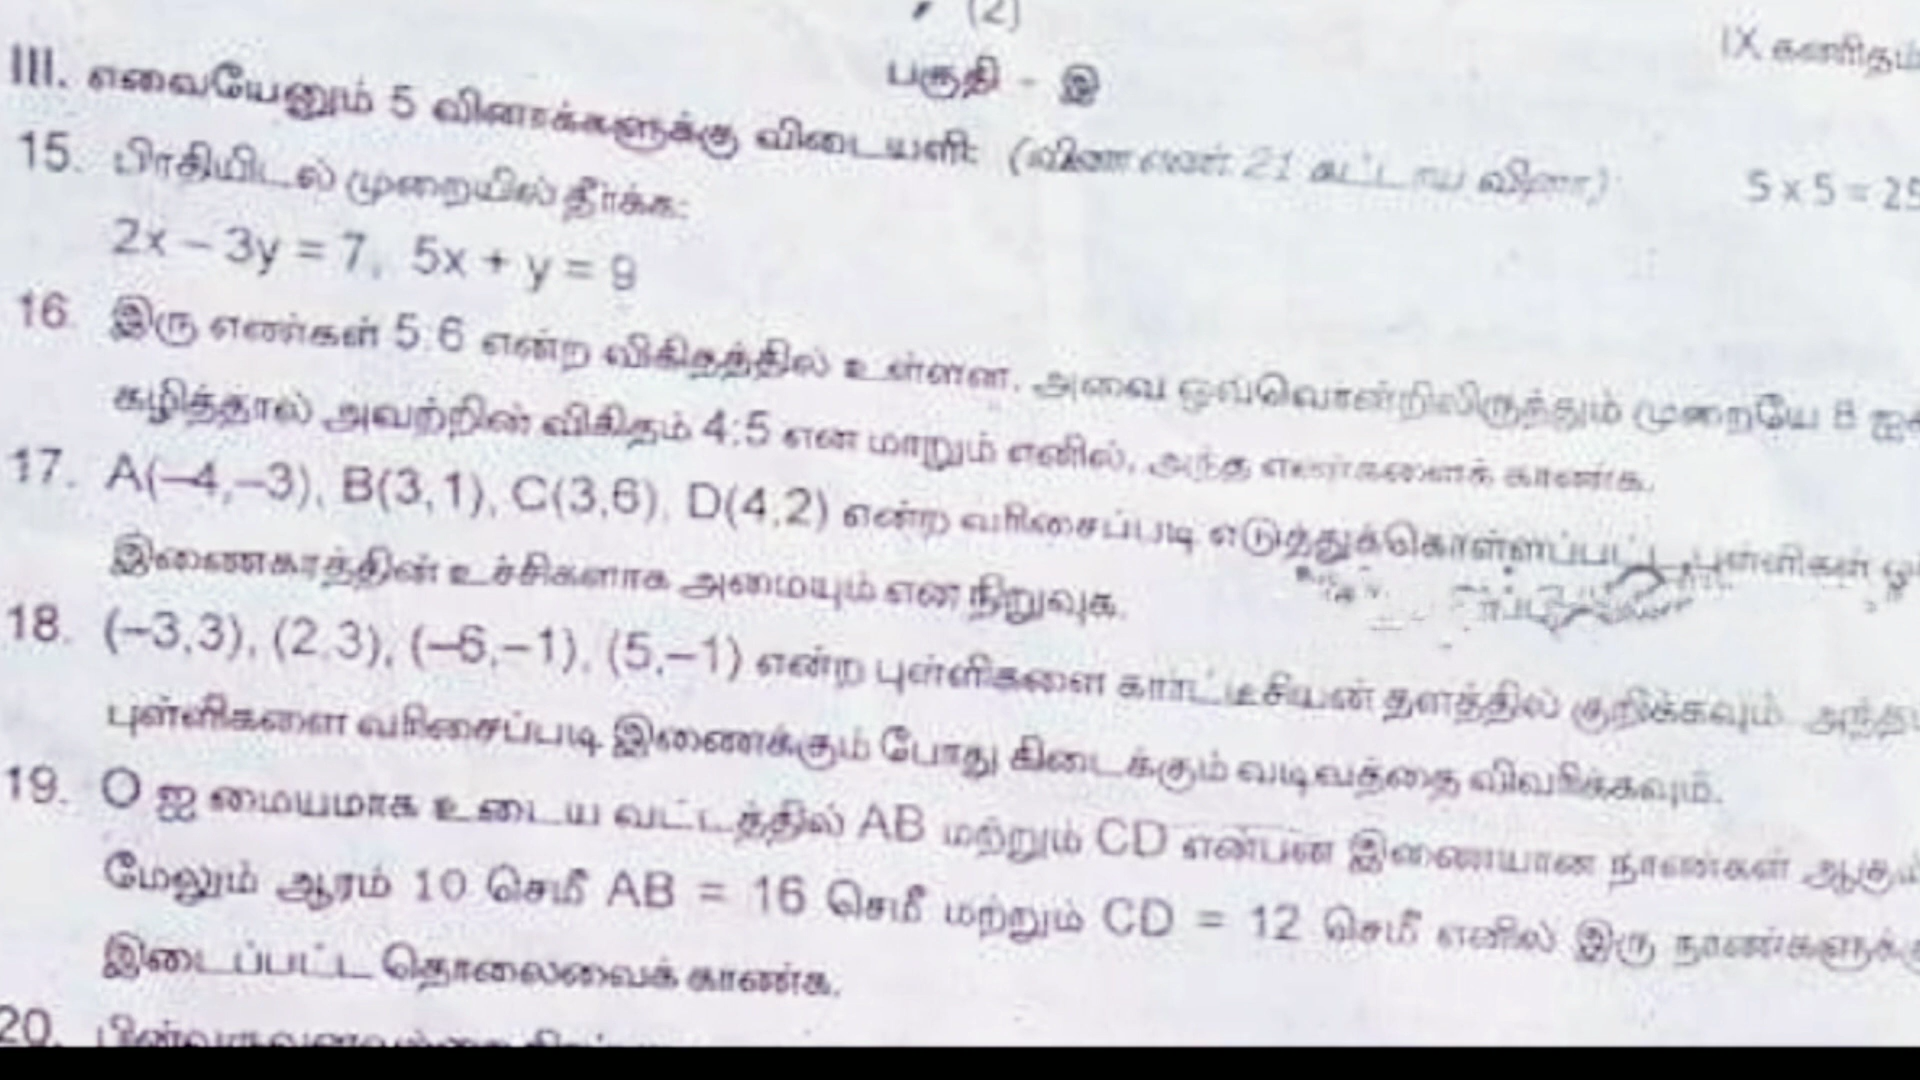 (2)
IX கணிதம்
பகுதி - இ
III. எவையேனும் 5 வினாக்களுக்கு விடையளி: (வினா எண் 21 கட்டாய வினா) 5 x 5 = 25
15. பிரதியிடல் முறையில் தீர்க்க:
2x – 3y = 7, 5x + y = 9
16. இரு எண்கள் 5:6 என்ற விகிதத்தில் உள்ளன. அவை ஒவ்வொன்றிலிருந்தும் முறையே 8 ஐக்
கழித்தால் அவற்றின் விகிதம் 4:5 என மாறும் எனில், அந்த எண்களைக் காண்க.
17. A(–4,–3), B(3,1), C(3,6), D(4,2) என்ற வரிசைப்படி எடுத்துக்கொள்ளப்பட்ட புள்ளிகள்
இணைகரத்தின் உச்சிகளாக அமையும் என நிறுவுக.
18. (–3,3), (2,3), (–6,–1), (5,–1) என்ற புள்ளிகளை கார்ட்டீசியன் தளத்தில் குறிக்கவும்
புள்ளிகளை வரிசைப்படி இணைக்கும் போது கிடைக்கும் வடிவத்தை விவரிக்கவும்.
19. O ஐ மையமாக உடைய வட்டத்தில் AB மற்றும் CD என்பன இணையான நாண்கள்
மேலும் ஆரம் 10 செமீ AB = 16 செமீ மற்றும் CD = 12 செமீ எனில் இரு
இடைப்பட்ட தொலைவைக் காண்க.
20.